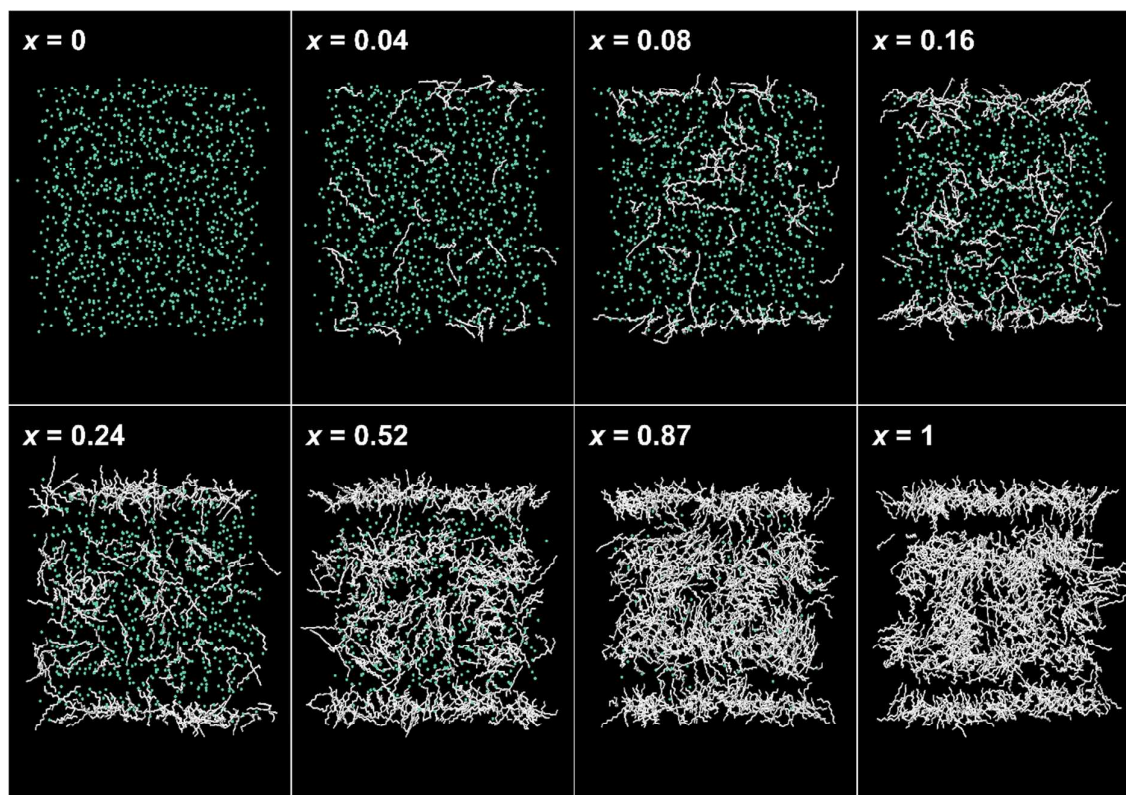 x = 0
x = 0.04
x = 0.08
x = 0.16
x = 0.24
x = 0.52
x = 0.87
x = 1